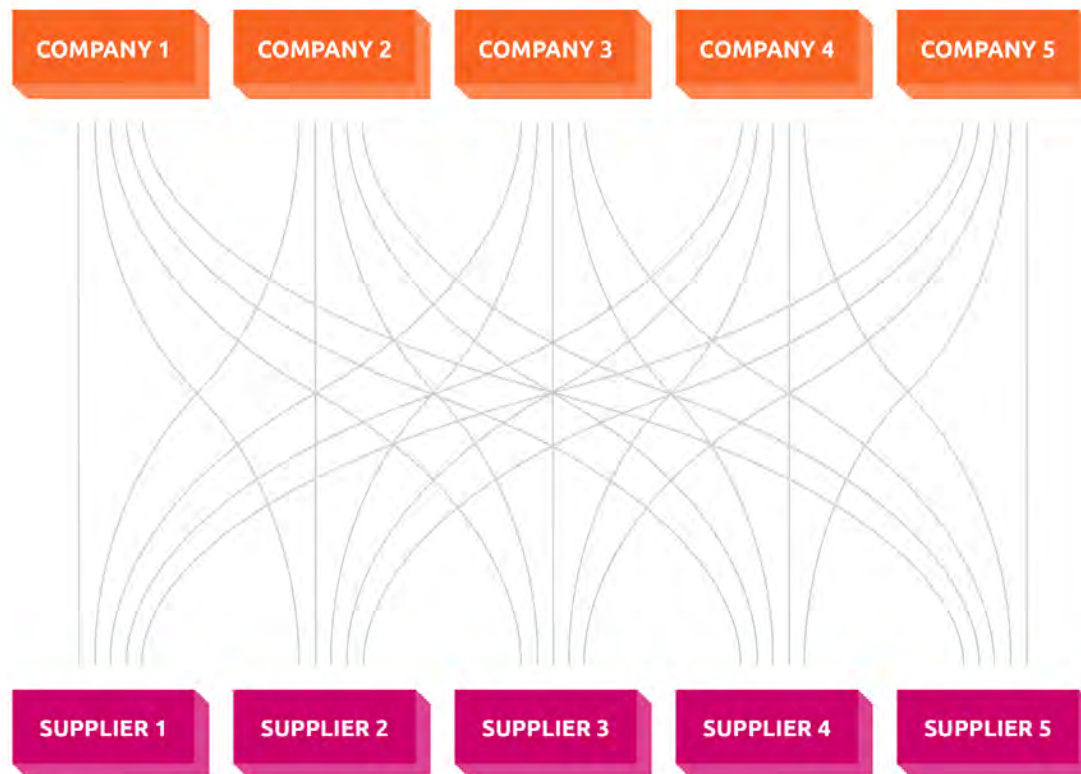 COMPANY 1
COMPANY 2
COMPANY 3
COMPANY 4
COMPANY 5
SUPPLIER 1
SUPPLIER 2
SUPPLIER 3
SUPPLIER 4
SUPPLIER 5